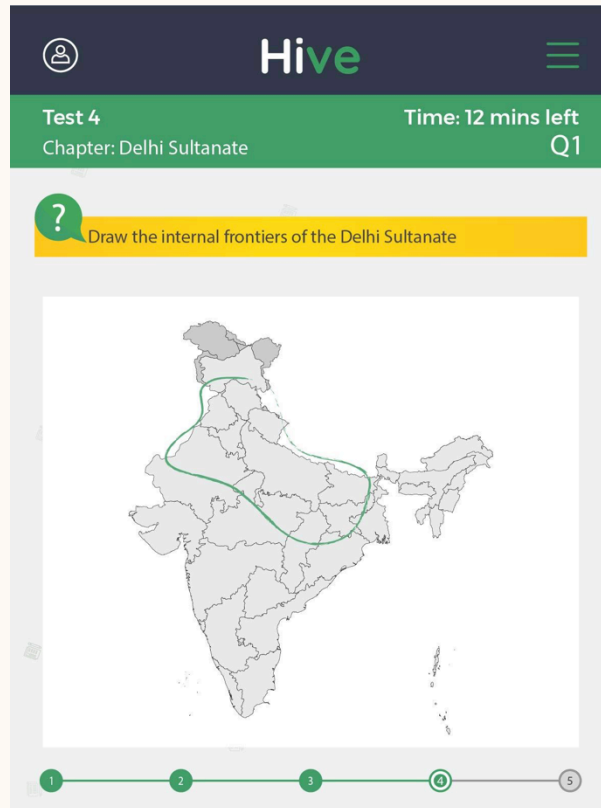 Hive
Test 4
Time: 12 mins left
Chapter: Delhi Sultanate
Q1
?
Draw the internal frontiers of the Delhi Sultanate
1
2
3
4
5